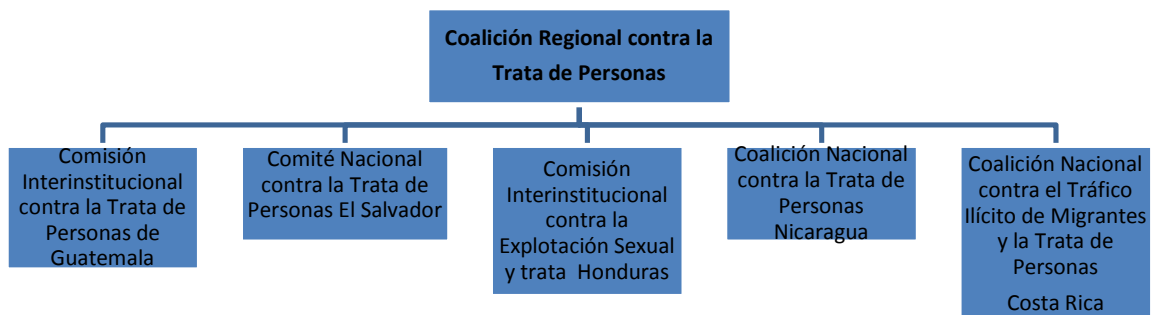 Coalición Regional contra la
Trata de Personas
Comisión
Interinstitucional
contra la Trata de
Personas de
Guatemala
Comité Nacional
contra la Trata de
Personas El Salvador
Comisión
Interinstitucional
contra la
Explotación Sexual
y trata Honduras
Coalición Nacional
contra la Trata de
Personas
Nicaragua
Coalición Nacional
contra el Tráfico
Ilícito de Migrantes
y la Trata de
Personas
Costa Rica